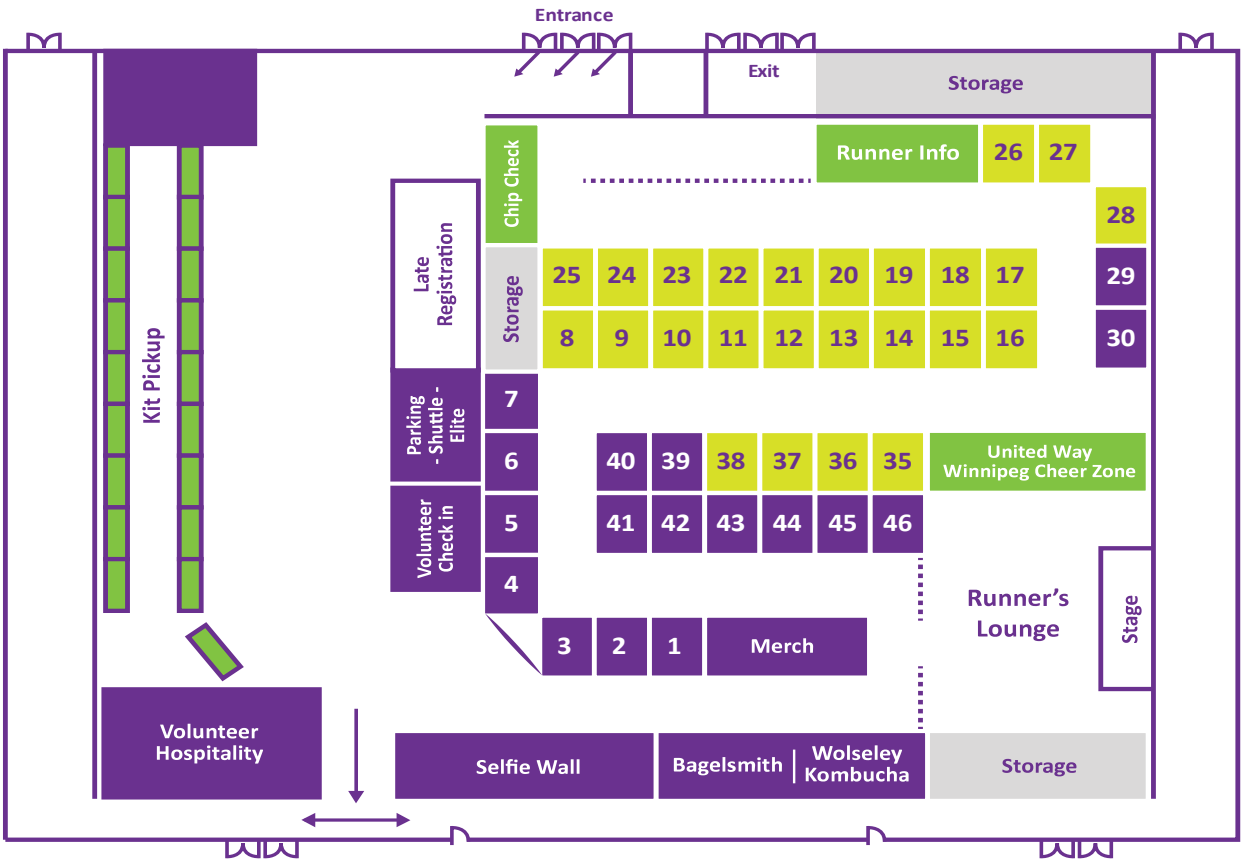 Entrance
Exit
Storage
Chip Check
Runner Info
26
27
28
Late
Registration
Storage
25
24
23
22
21
20
19
18
17
29
8
9
10
11
12
13
14
15
16
30
Kit Pickup
Parking
- Shuttle -
Elite
7
6
40
39
38
37
36
35
United Way
Winnipeg Cheer Zone
Volunteer
Check in
5
41
42
43
44
45
46
4
Runner's
Lounge
Stage
3
2
1
Merch
Volunteer
Hospitality
Selfie Wall
Bagelsmith
Wolseley
Kombucha
Storage